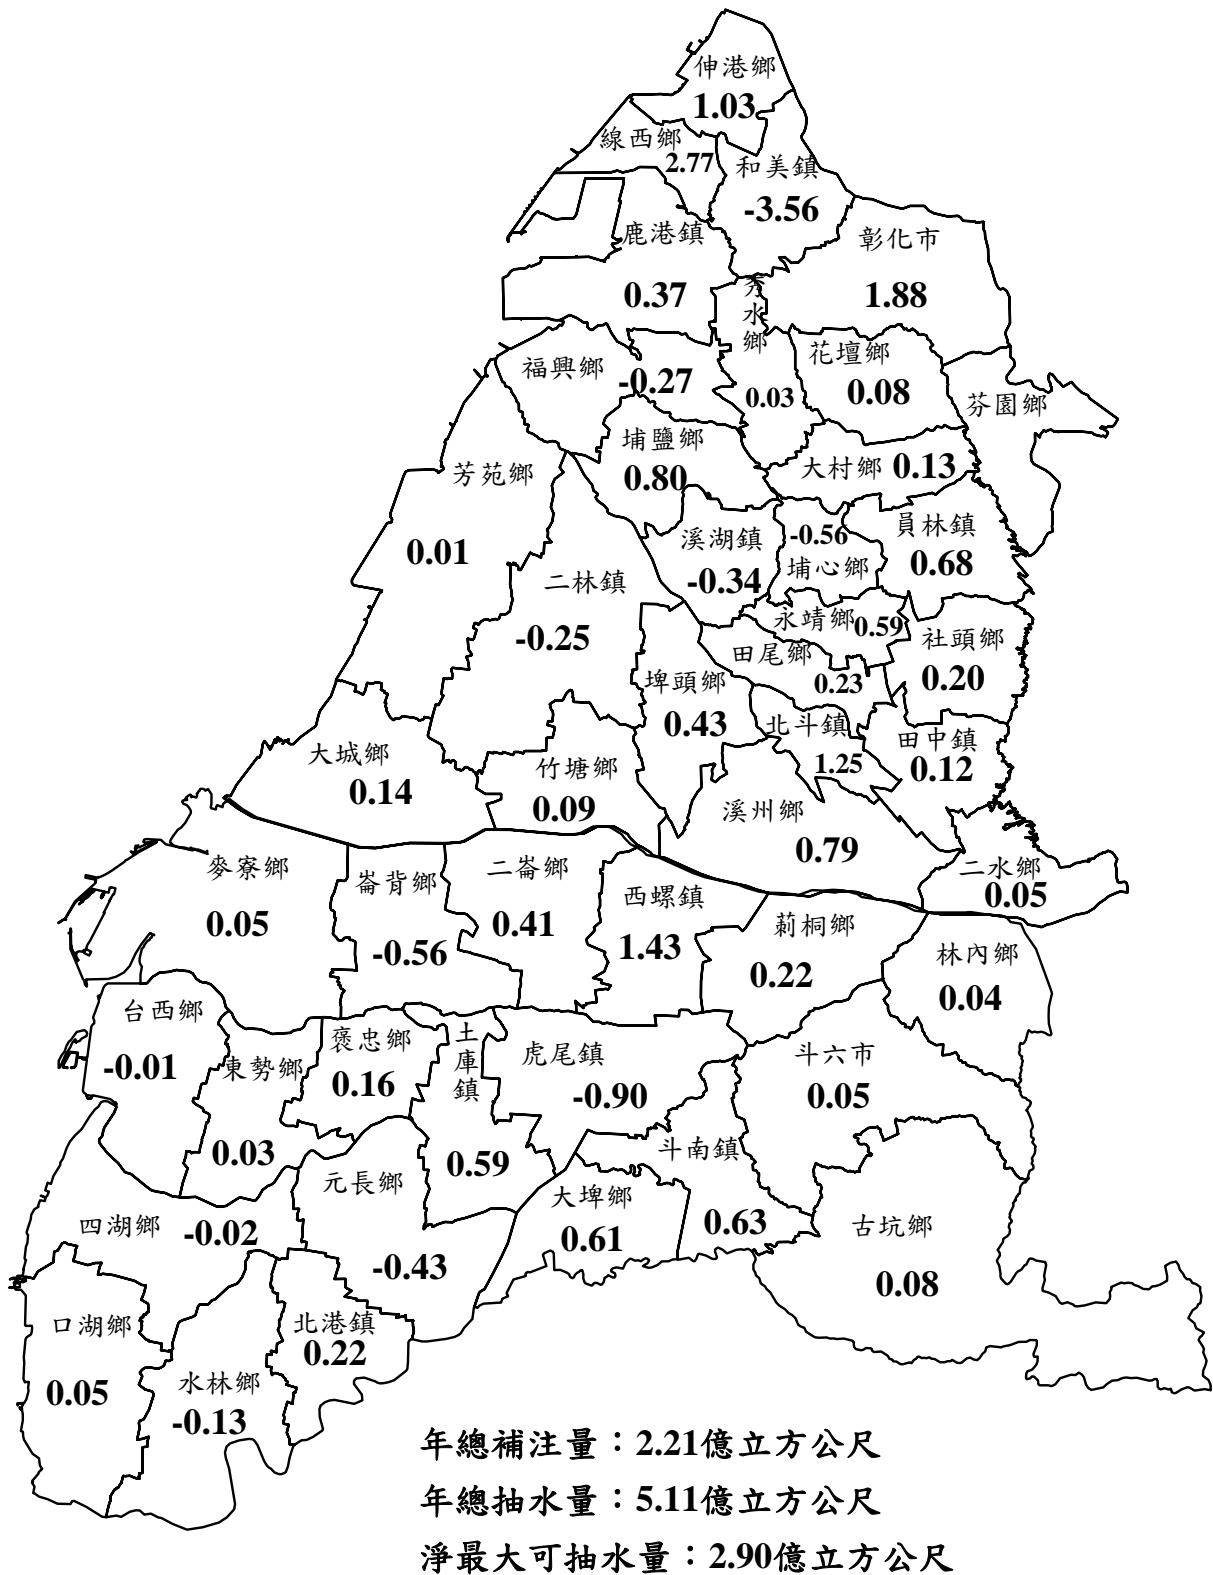 伸港鄉
1.03
線西鄉
2.77
和美鎮
-3.56
鹿港鎮
0.37
彰化市
1.88
秀水鄉
0.03
福興鄉
-0.27
花壇鄉
0.08
芬園鄉
埔鹽鄉
0.80
大村鄉 0.13
芳苑鄉
0.01
溪湖鎮
-0.34
-0.56
埔心鄉
員林鎮
0.68
二林鎮
-0.25
永靖鄉 0.59
社頭鄉
0.20
田尾鄉
0.23
埤頭鄉
0.43
北斗鎮
1.25
田中鎮
0.12
大城鄉
0.14
竹塘鄉
0.09
溪州鄉
0.79
二水鄉
0.05
麥寮鄉
0.05
崙背鄉
-0.56
二崙鄉
0.41
西螺鎮
1.43
莿桐鄉
0.22
林內鄉
0.04
台西鄉
-0.01
東勢鄉
0.03
褒忠鄉
0.16
土庫鎮
0.59
虎尾鎮
-0.90
斗六市
0.05
斗南鎮
0.63
元長鄉
-0.43
大埤鄉
0.61
古坑鄉
0.08
四湖鄉 -0.02
口湖鄉
0.05
北港鎮
0.22
水林鄉
-0.13
年總補注量：2.21億立方公尺
年總抽水量：5.11億立方公尺
淨最大可抽水量：2.90億立方公尺